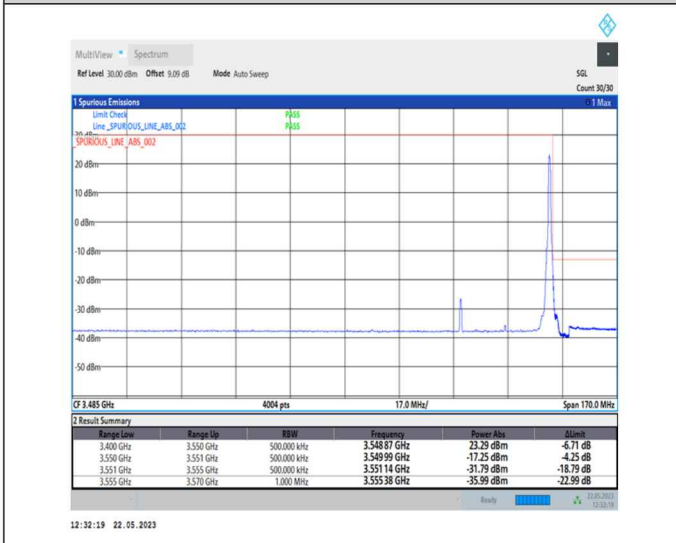 MultiView Spectrum
Ref Level 30.00 dBm Offset 9.09 dB Mode Auto Sweep SGL
Count 30/30
1 Spurious Emissions 1 Max
Limit Check PASS
Line _SPURIOUS_LINE_ABS_002 PASS
_SPURIOUS_LINE_ABS_002
20 dBm
10 dBm
0 dBm
-10 dBm
-20 dBm
-30 dBm
-40 dBm
-50 dBm
CF 3.485 GHz 4004 pts 17.0 MHz/ Span 170.0 MHz
2 Result Summary
Range Low Range Up RBW Frequency Power Abs ΔLimit
3.400 GHz 3.550 GHz 500.000 kHz 3.548 87 GHz 23.29 dBm -6.71 dB
3.550 GHz 3.551 GHz 500.000 kHz 3.549 99 GHz -17.25 dBm -4.25 dB
3.551 GHz 3.555 GHz 500.000 kHz 3.551 14 GHz -31.79 dBm -18.79 dB
3.555 GHz 3.570 GHz 1.000 MHz 3.555 38 GHz -35.99 dBm -22.99 dB
Ready 22.05.2023
12:32:19
12:32:19 22.05.2023